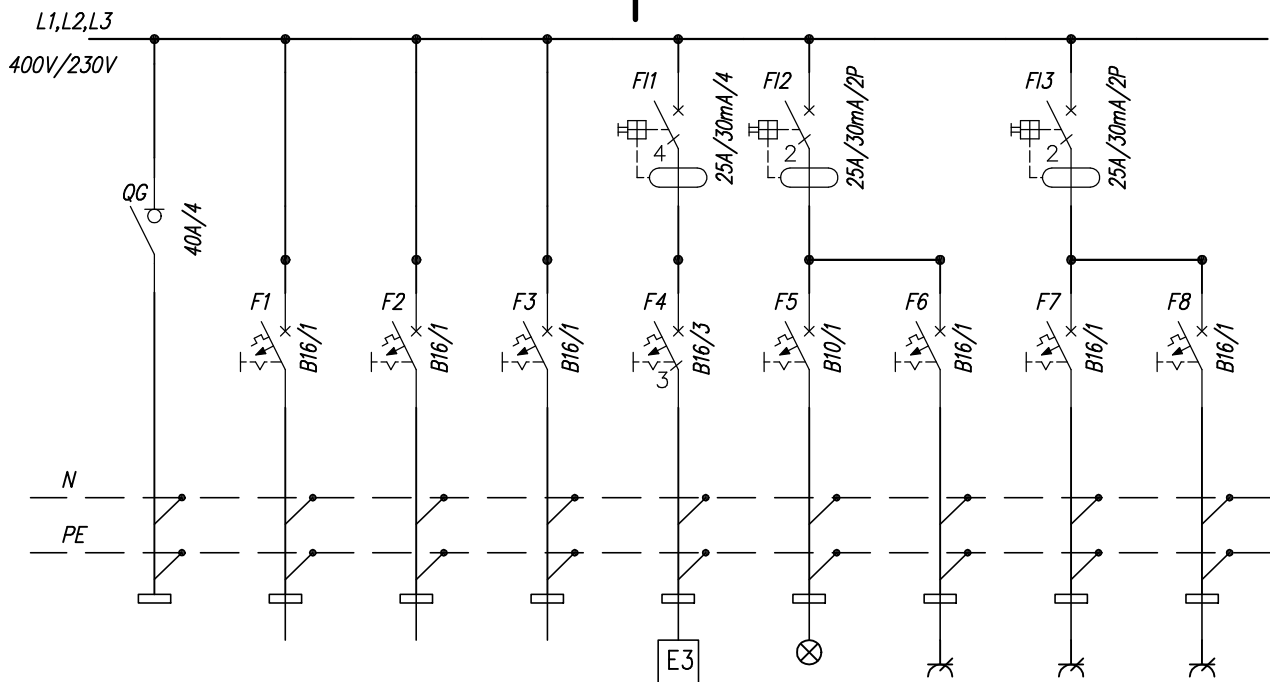 L1,L2,L3
400V/230V
FI1
25A/30mA/4
FI2
25A/30mA/2P
FI3
25A/30mA/2P
4
2
2
QG
40A/4
F1
B16/1
F2
B16/1
F3
B16/1
F4
B16/3
3
F5
B10/1
F6
B16/1
F7
B16/1
F8
B16/1
N
PE
E3